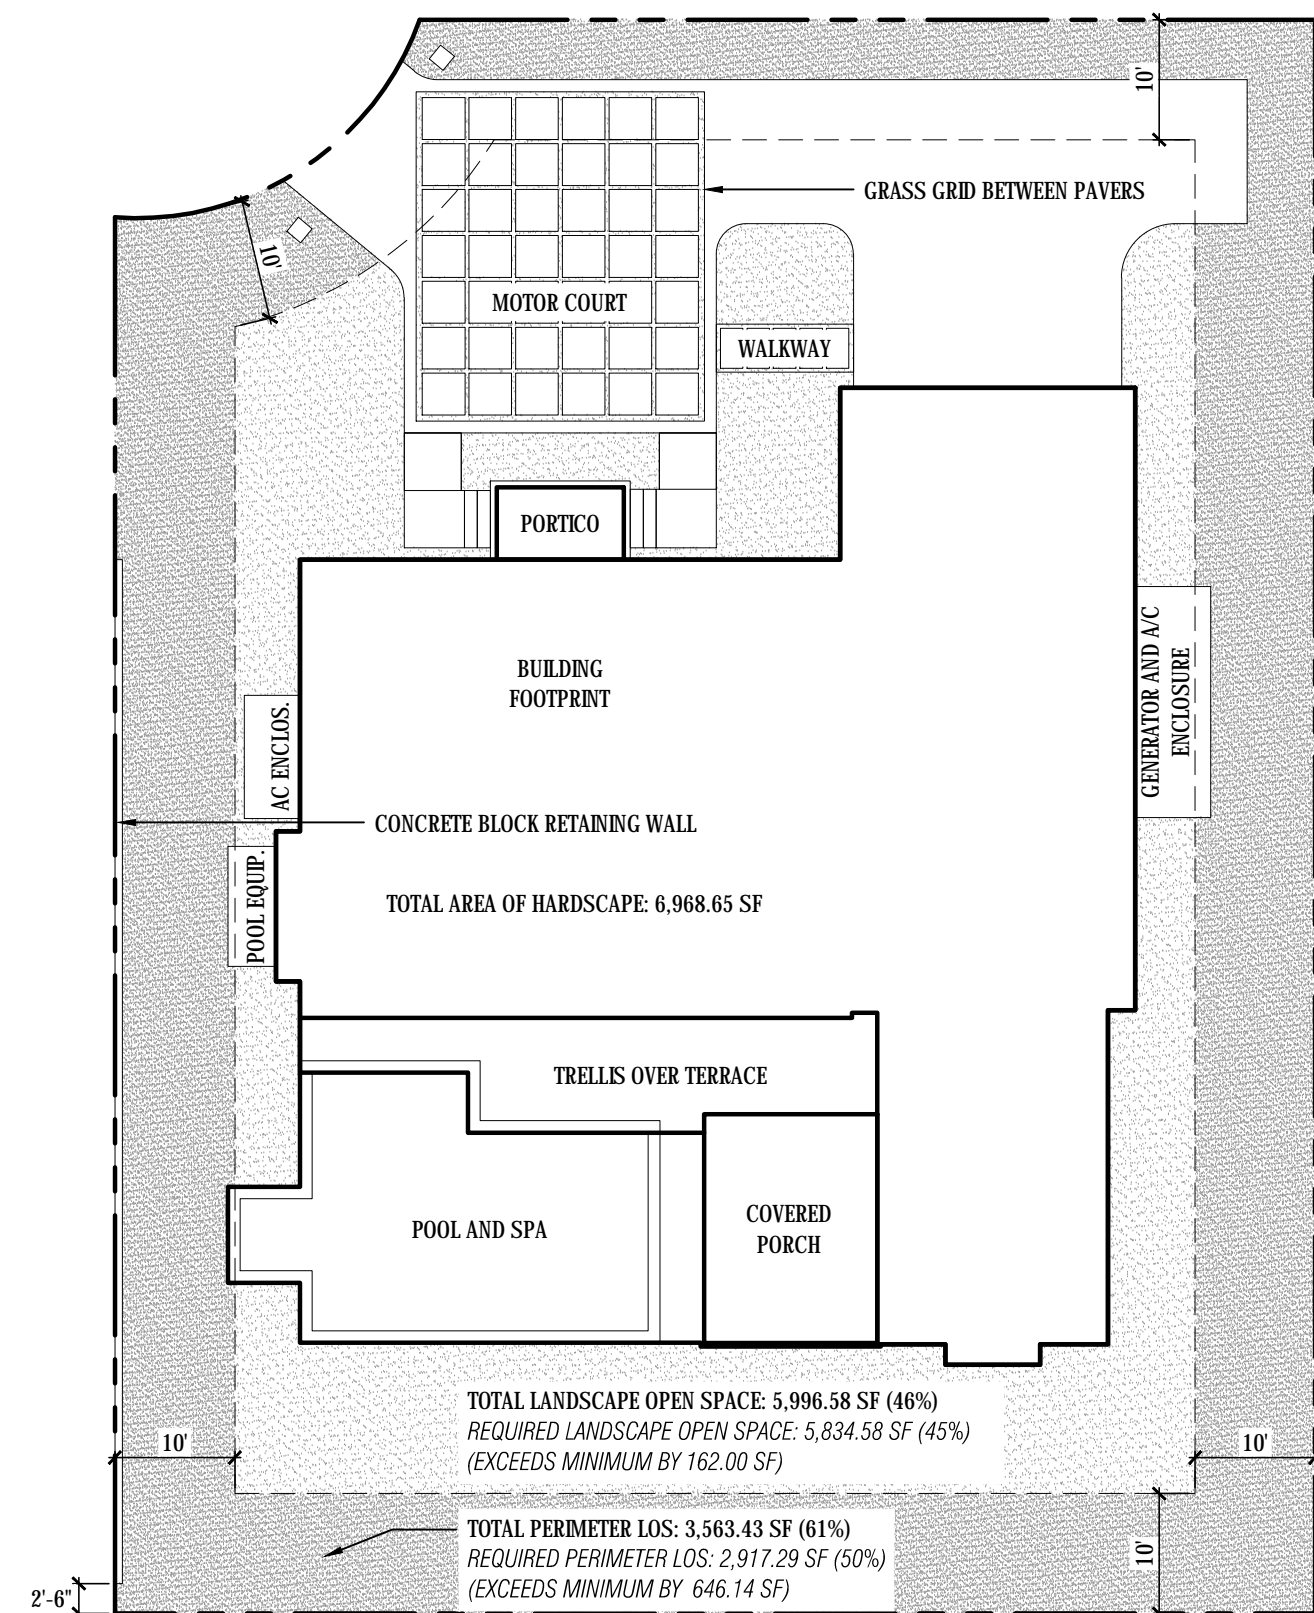 10'
GRASS GRID BETWEEN PAVERS
10'
MOTOR COURT
WALKWAY
PORTICO
BUILDING
FOOTPRINT
GENERATOR AND A/C
ENCLOSURE
AC ENCLOS.
CONCRETE BLOCK RETAINING WALL
POOL EQUIP.
TOTAL AREA OF HARDSCAPE: 6,968.65 SF
TRELLIS OVER TERRACE
POOL AND SPA
COVERED
PORCH
TOTAL LANDSCAPE OPEN SPACE: 5,996.58 SF (46%)
REQUIRED LANDSCAPE OPEN SPACE: 5,834.58 SF (45%)
(EXCEEDS MINIMUM BY 162.00 SF)
10'
10'
TOTAL PERIMETER LOS: 3,563.43 SF (61%)
REQUIRED PERIMETER LOS: 2,917.29 SF (50%)
(EXCEEDS MINIMUM BY 646.14 SF)
10'
2'-6"